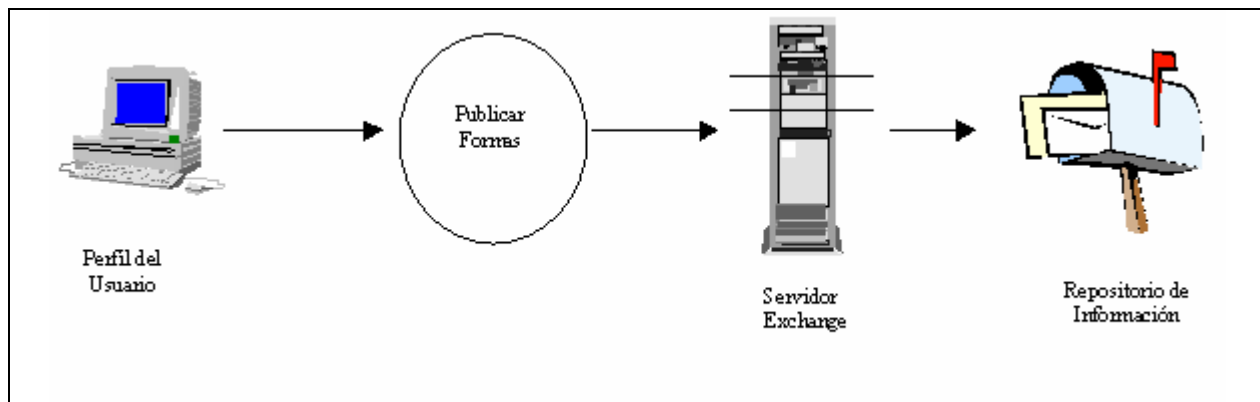 Publicar
Formas
Perfil del
Usuario
Servidor
Exchange
Repositorio de
Información